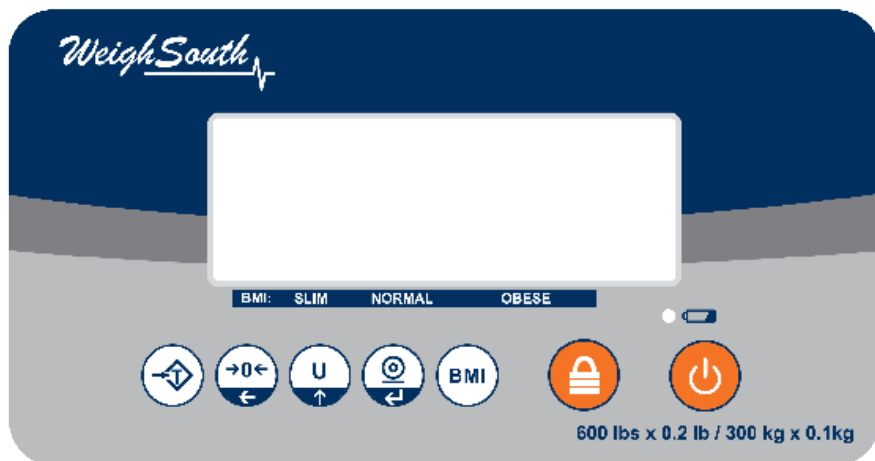 WeighSouth
BMI: SLIM NORMAL OBESE
T →0← U BMI
600 lbs x 0.2 lb / 300 kg x 0.1kg